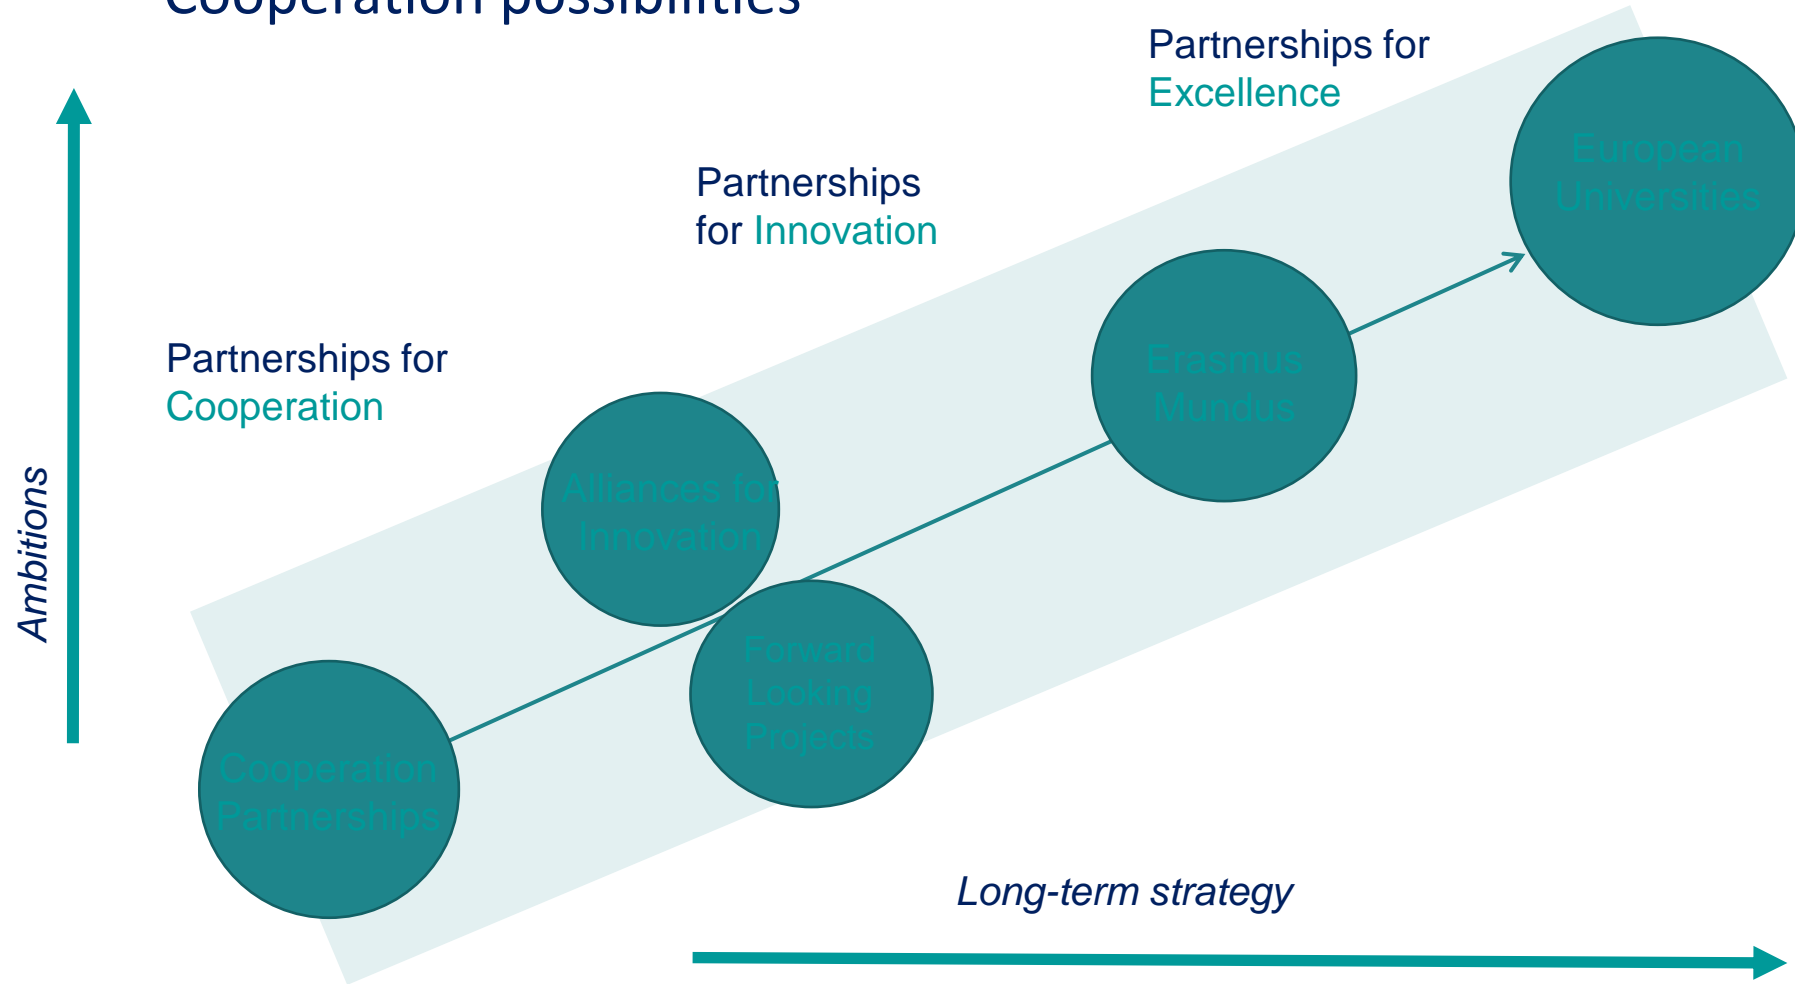 Cooperation possibilities
Partnerships for
Excellence
European
Universities
Partnerships
for Innovation
Erasmus
Mundus
Partnerships for
Cooperation
Alliances for
Innovation
Forward
Looking
Projects
Cooperation
Partnerships
Ambitions
Long-term strategy